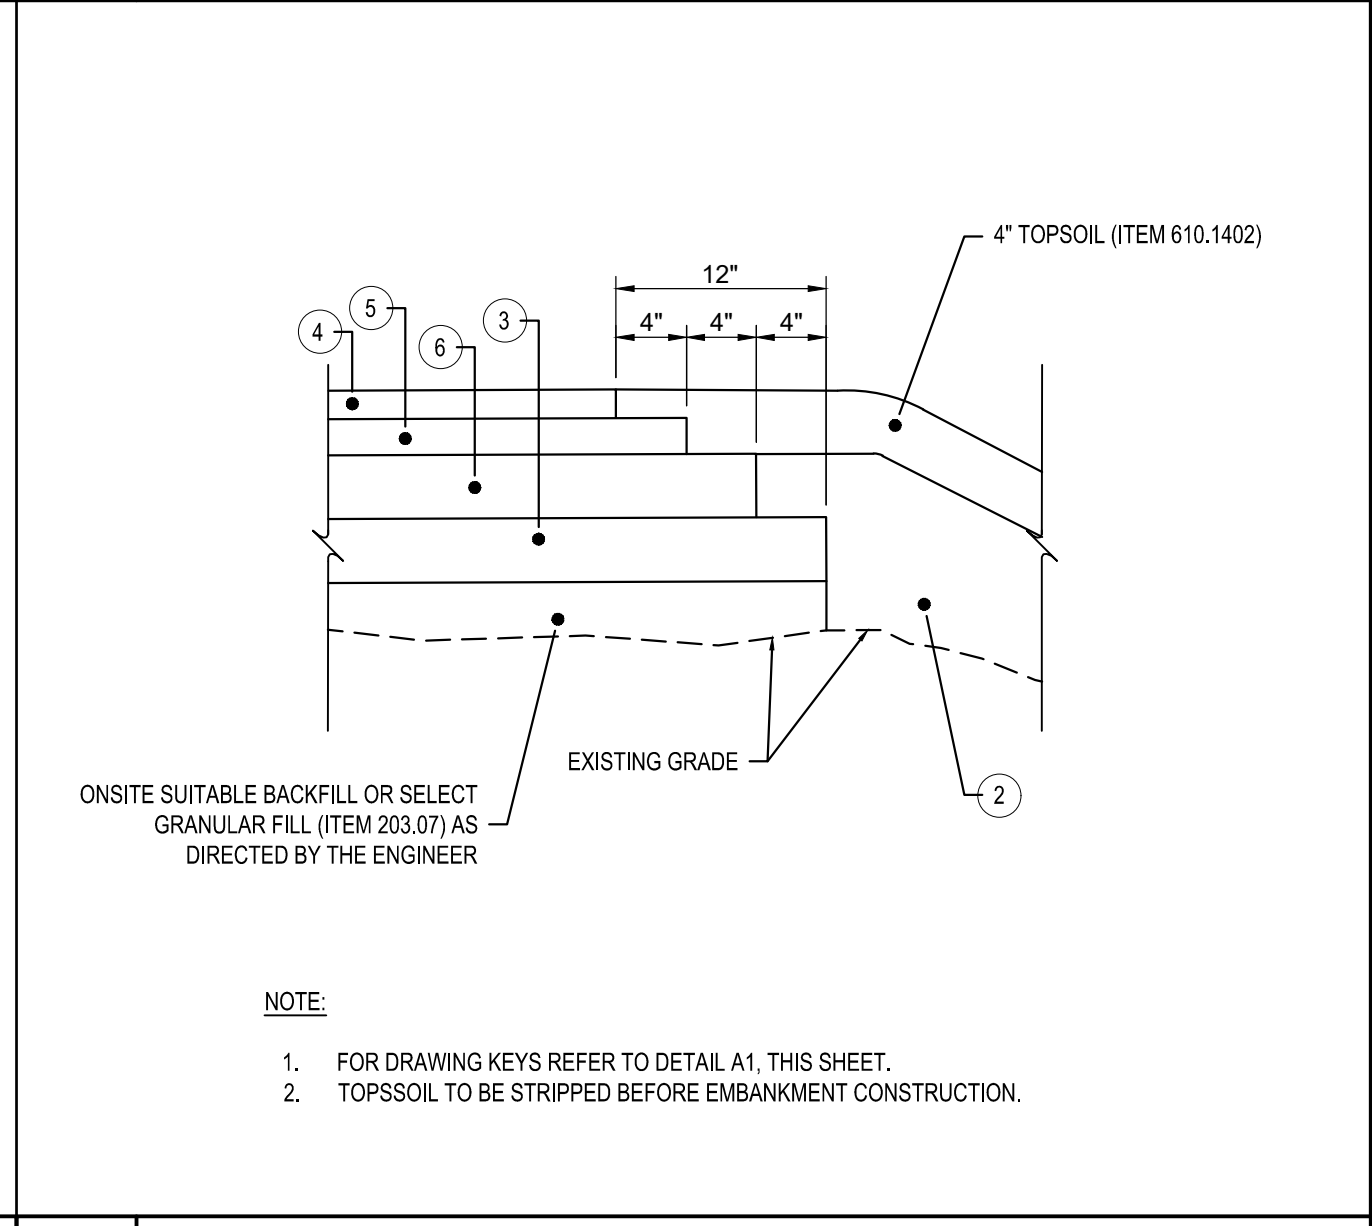 4" TOPSOIL (ITEM 610.1402)
12"
4" 4" 4"
5
4
3
6
EXISTING GRADE
ONSITE SUITABLE BACKFILL OR SELECT
GRANULAR FILL (ITEM 203.07) AS
DIRECTED BY THE ENGINEER
2
NOTE:
1. FOR DRAWING KEYS REFER TO DETAIL A1, THIS SHEET.
2. TOPSSOIL TO BE STRIPPED BEFORE EMBANKMENT CONSTRUCTION.